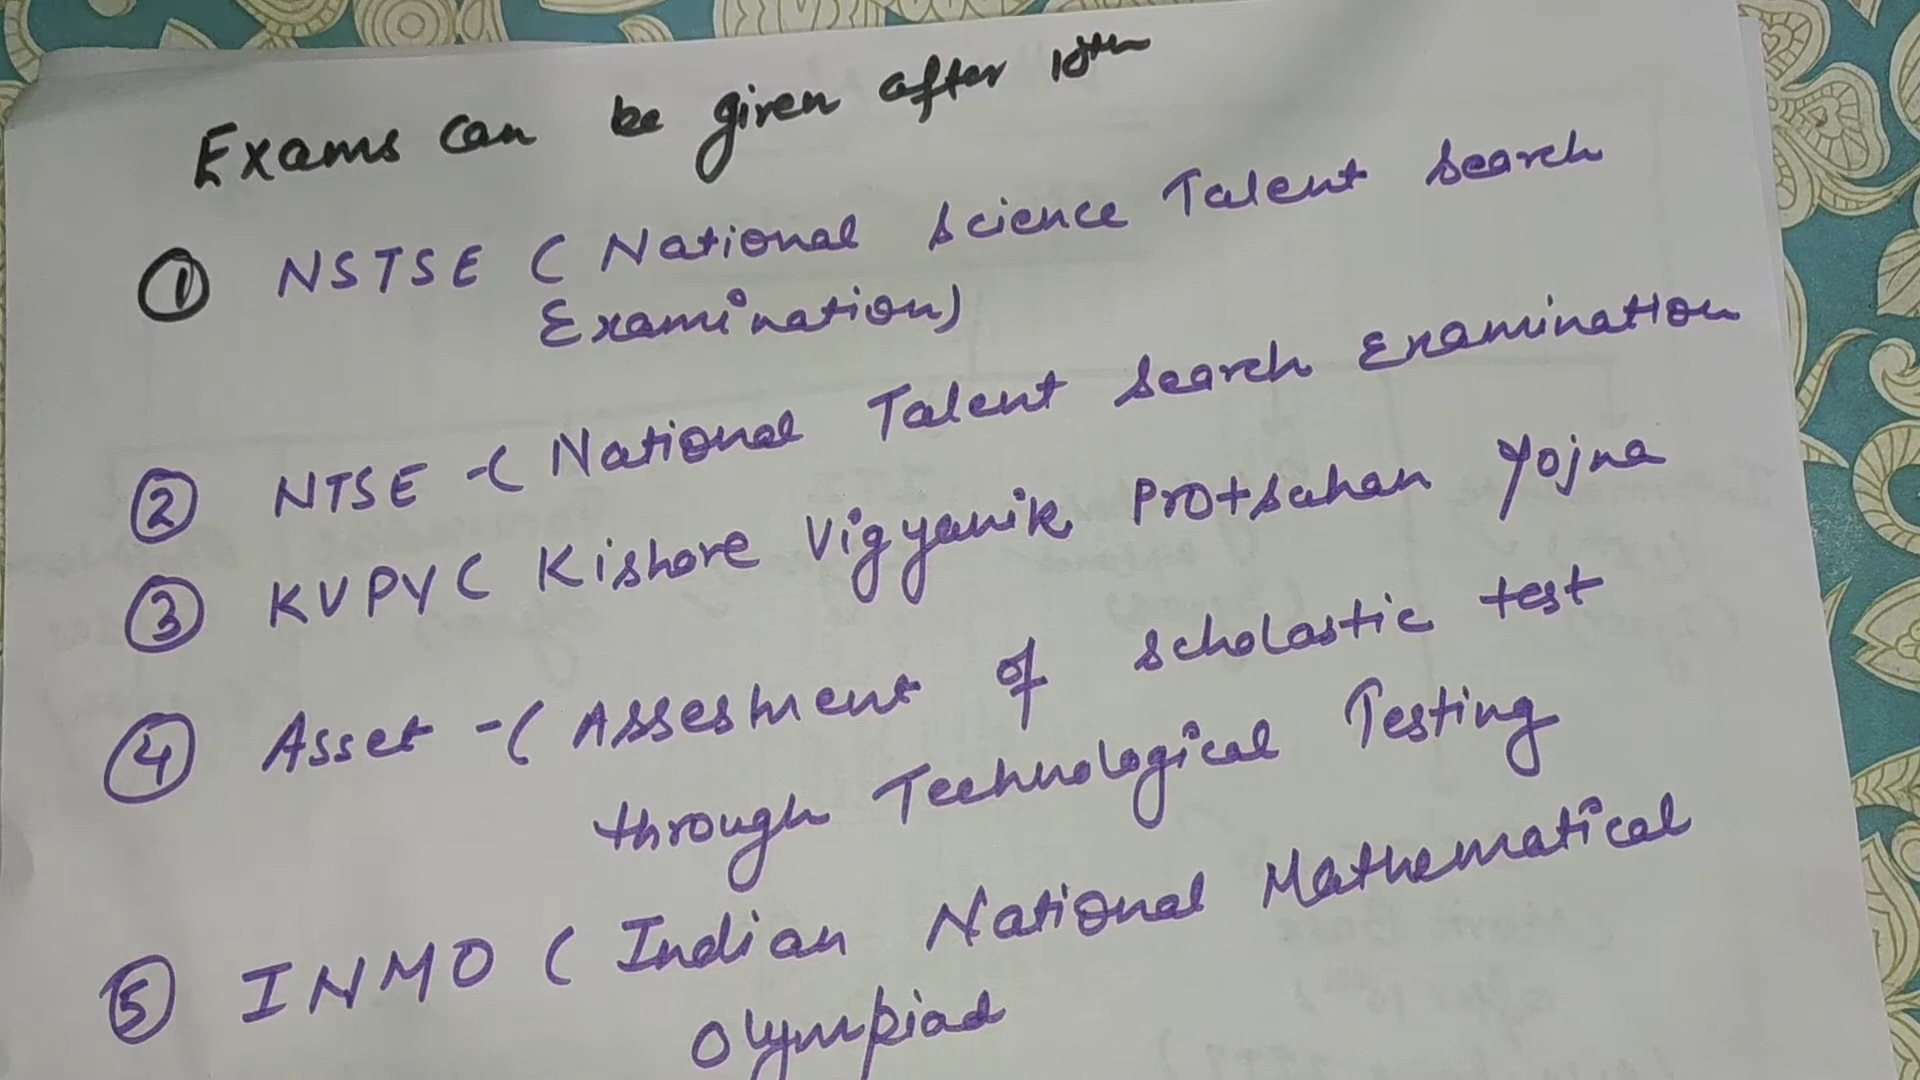 Exams can be given after 10th
① NSTSE ( National Science Talent Search
Examination)
② NTSE -( National Talent Search Examination
③ KVPY ( Kishore Vigyanik Protsahan Yojna
④ Asset -( Assesment of scholastic test
through Technological Testing
⑤ INMO ( Indian National Mathematical
Olympiad